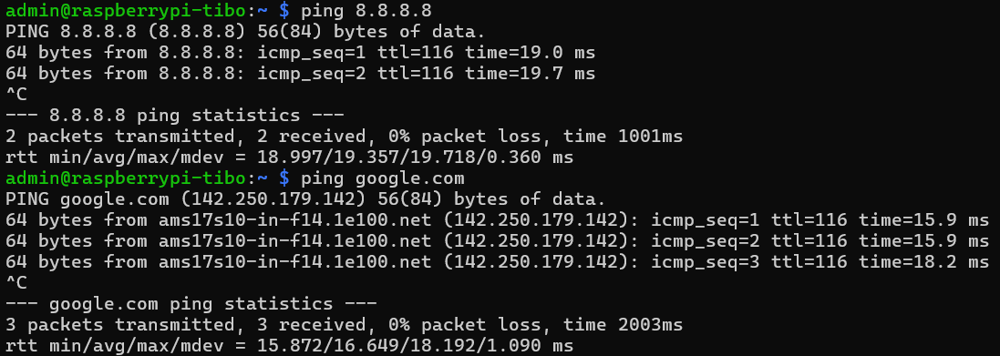 admin@raspberrypi-tibo:~ $ ping 8.8.8.8
PING 8.8.8.8 (8.8.8.8) 56(84) bytes of data.
64 bytes from 8.8.8.8: icmp_seq=1 ttl=116 time=19.0 ms
64 bytes from 8.8.8.8: icmp_seq=2 ttl=116 time=19.7 ms
^C
--- 8.8.8.8 ping statistics ---
2 packets transmitted, 2 received, 0% packet loss, time 1001ms
rtt min/avg/max/mdev = 18.997/19.357/19.718/0.360 ms
admin@raspberrypi-tibo:~ $ ping google.com
PING google.com (142.250.179.142) 56(84) bytes of data.
64 bytes from ams17s10-in-f14.1e100.net (142.250.179.142): icmp_seq=1 ttl=116 time=15.9 ms
64 bytes from ams17s10-in-f14.1e100.net (142.250.179.142): icmp_seq=2 ttl=116 time=15.9 ms
64 bytes from ams17s10-in-f14.1e100.net (142.250.179.142): icmp_seq=3 ttl=116 time=18.2 ms
^C
--- google.com ping statistics ---
3 packets transmitted, 3 received, 0% packet loss, time 2003ms
rtt min/avg/max/mdev = 15.872/16.649/18.192/1.090 ms